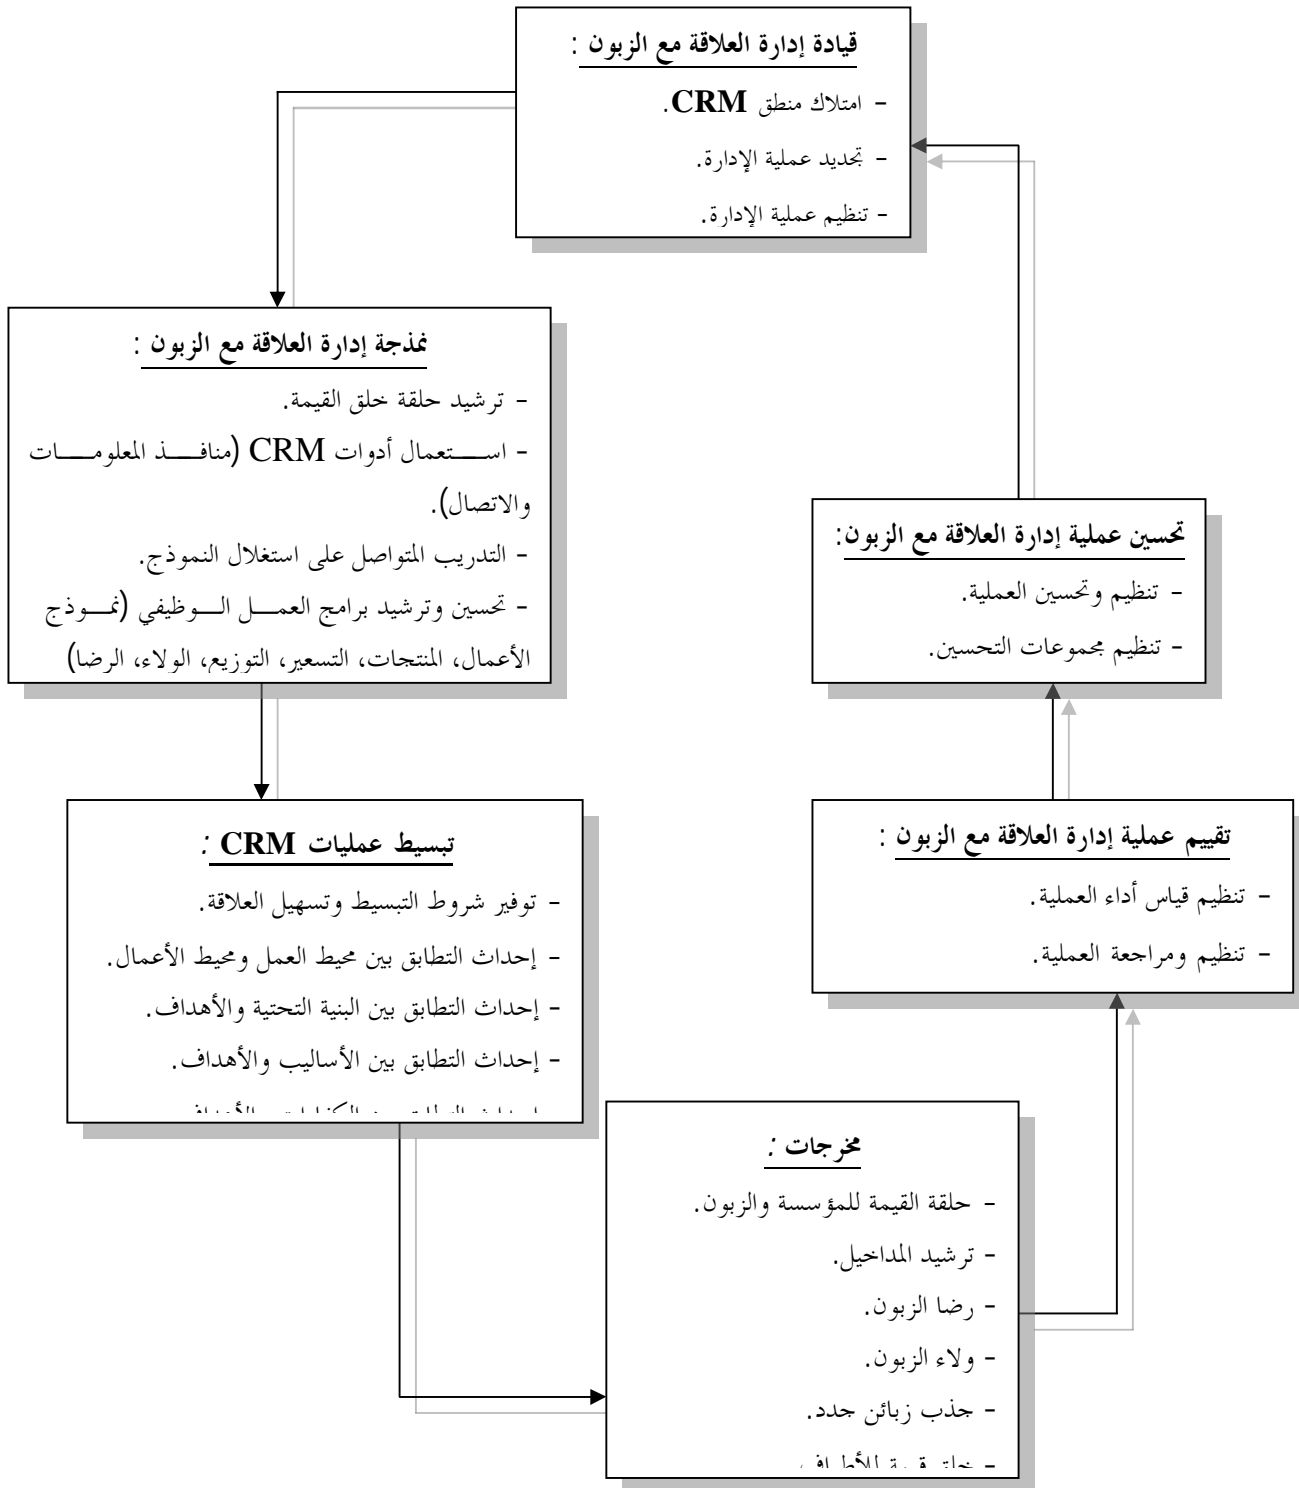 قيادة إدارة العلاقة مع الزبون :
- امتلاك منطق CRM.
- تحديد عملية الإدارة.
- تنظيم عملية الإدارة.
نمذجة إدارة العلاقة مع الزبون :
- ترشيد حلقة خلق القيمة.
- استعمال أدوات CRM (منافذ المعلومات
والاتصال).
- التدريب المتواصل على استغلال النموذج.
- تحسين وترشيد برامج العمل الوظيفي (نموذج
الأعمال، المنتجات، التسعير، التوزيع، الولاء، الرضا)
تبسيط عمليات CRM :
- توفير شروط التبسيط وتسهيل العلاقة.
- إحداث التطابق بين محيط العمل ومحيط الأعمال.
- إحداث التطابق بين البنية التحتية والأهداف.
- إحداث التطابق بين الأساليب والأهداف.
مخرجات :
- حلقة القيمة للمؤسسة والزبون.
- ترشيد المداخيل.
- رضا الزبون.
- ولاء الزبون.
- جذب زبائن جدد.
- خلق قيمة للأطراف
تقييم عملية إدارة العلاقة مع الزبون :
- تنظيم قياس أداء العملية.
- تنظيم ومراجعة العملية.
تحسين عملية إدارة العلاقة مع الزبون:
- تنظيم وتحسين العملية.
- تنظيم مجموعات التحسين.